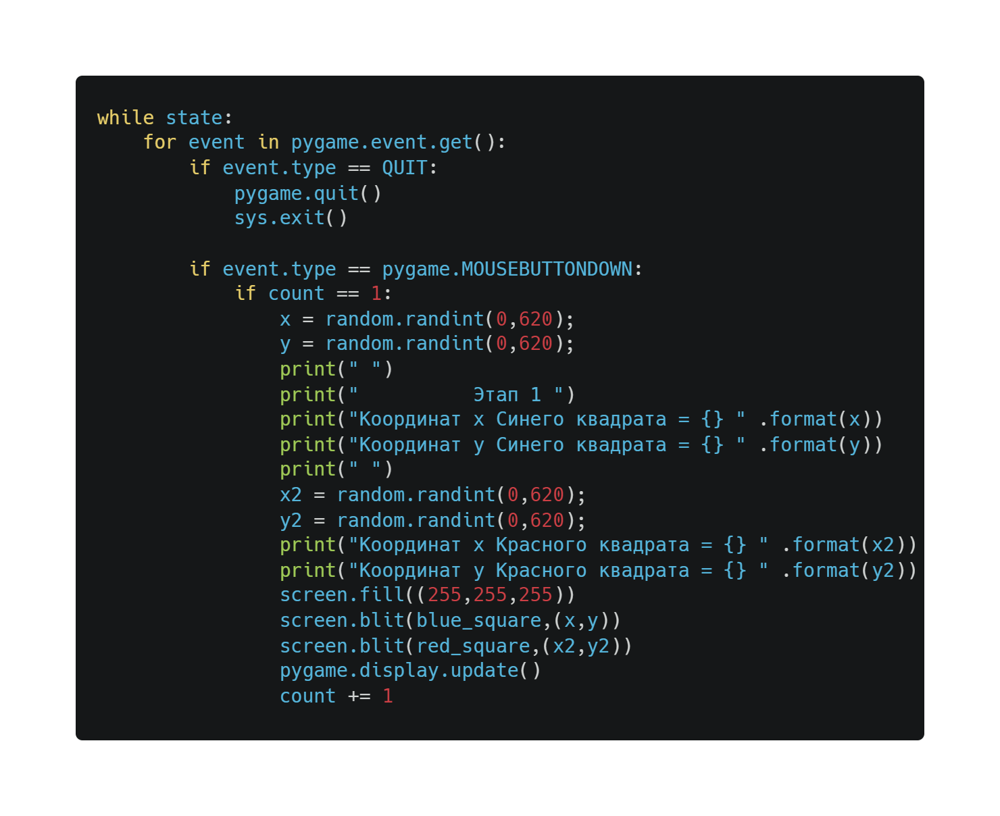 while state:
    for event in pygame.event.get():
        if event.type == QUIT:
            pygame.quit()
            sys.exit()

        if event.type == pygame.MOUSEBUTTONDOWN:
            if count == 1:
                x = random.randint(0,620);
                y = random.randint(0,620);
                print(" ")
                print("          Этап 1 ")
                print("Координат x Синего квадрата = {} " .format(x))
                print("Координат y Синего квадрата = {} " .format(y))
                print(" ")
                x2 = random.randint(0,620);
                y2 = random.randint(0,620);
                print("Координат x Красного квадрата = {} " .format(x2))
                print("Координат y Красного квадрата = {} " .format(y2))
                screen.fill((255,255,255))
                screen.blit(blue_square,(x,y))
                screen.blit(red_square,(x2,y2))
                pygame.display.update()
                count += 1